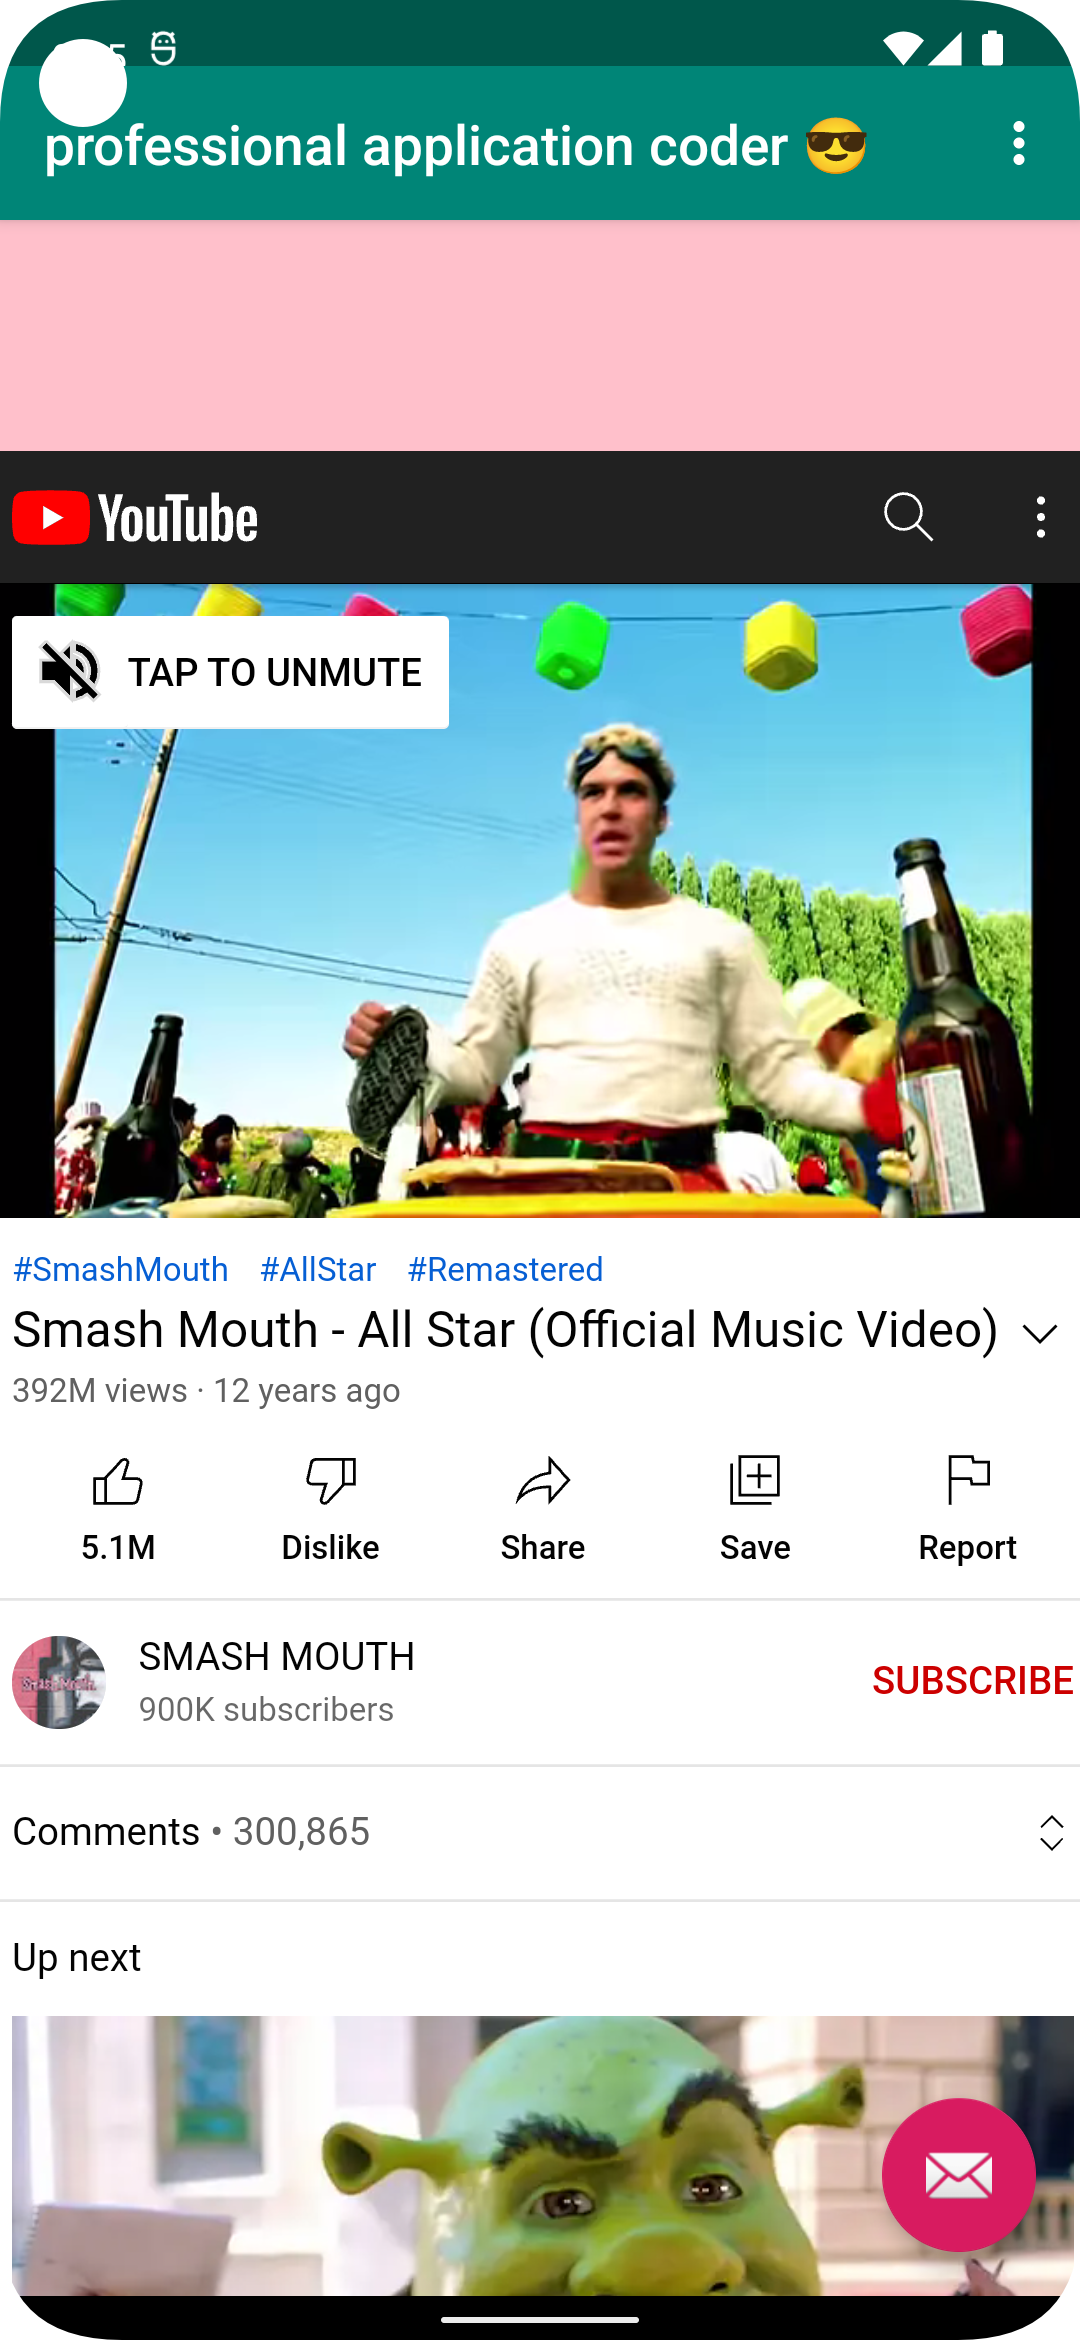 professional application coder 😎
YouTube
TAP TO UNMUTE
#SmashMouth #AllStar #Remastered
Smash Mouth - All Star (Official Music Video)
392M views · 12 years ago
5.1M Dislike Share Save Report
SMASH MOUTH
900K subscribers
SUBSCRIBE
Comments • 300,865
Up next